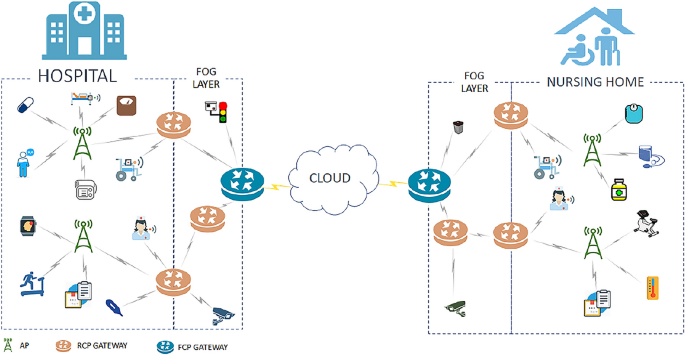 HOSPITAL
FOG
LAYER
CLOUD
FOG
LAYER
NURSING HOME
AP
RCP GATEWAY
FCP GATEWAY